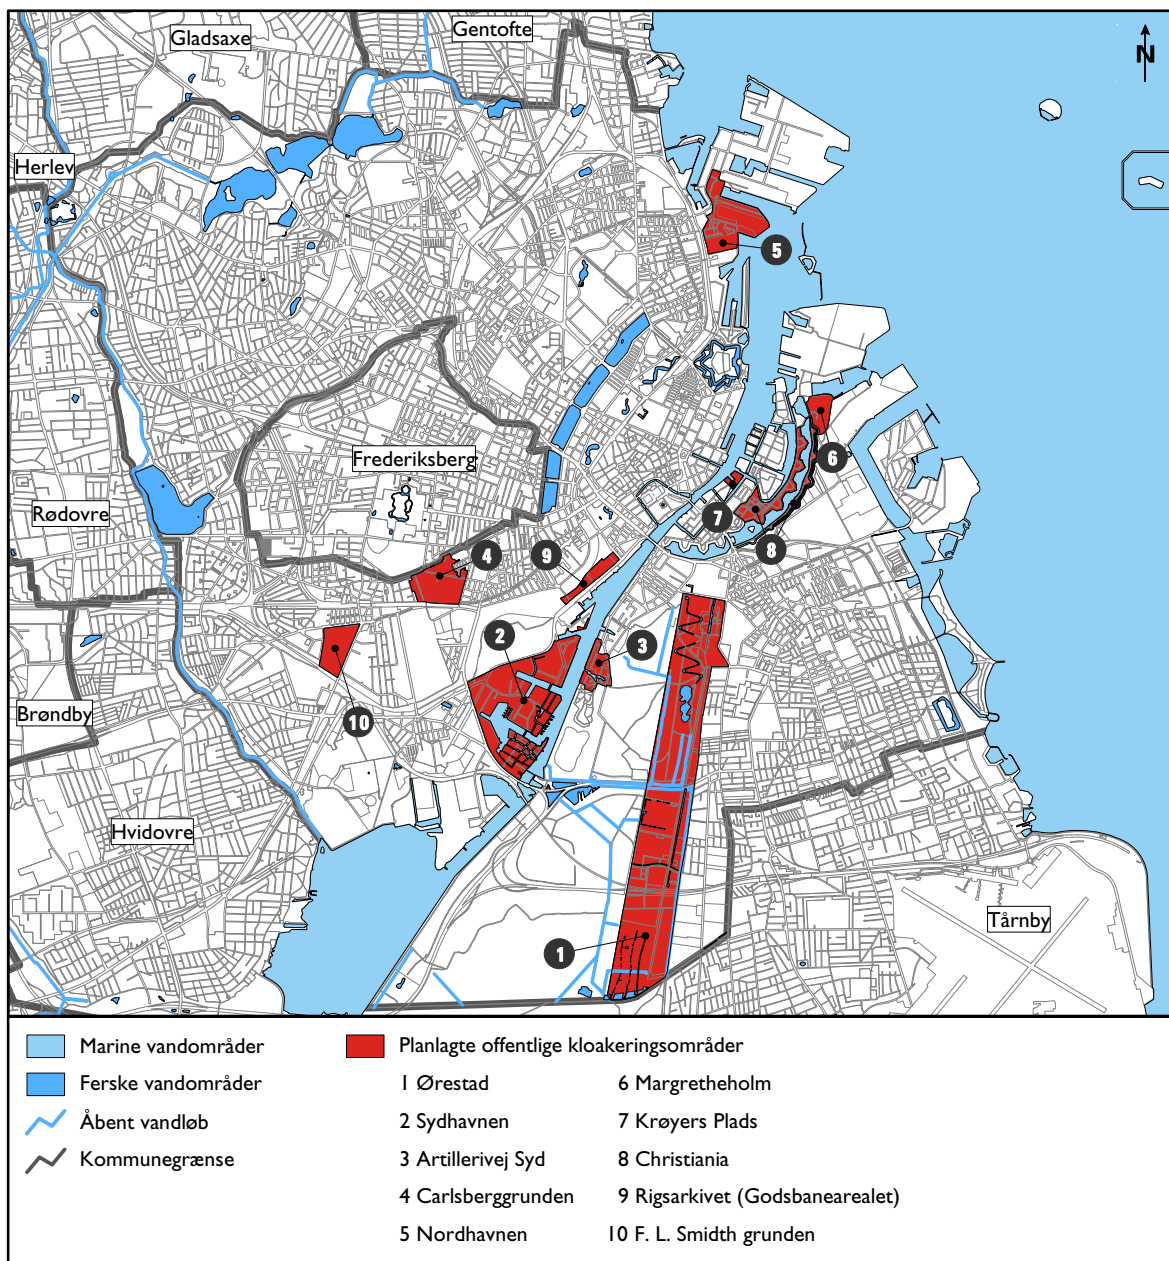 Gentofte
Gladsaxe
N
Herlev
5
Frederiksberg
6
Rødovre
7
8
4
9
2
3
Brøndby
10
Hvidovre
Tårnby
1
Marine vandområder
Ferske vandområder
Åbent vandløb
Kommunegrænse
Planlagte offentlige kloakeringsområder
1 Ørestad
2 Sydhavnen
3 Artillerivej Syd
4 Carlsberggrunden
5 Nordhavnen
6 Margretheholm
7 Krøyers Plads
8 Christiania
9 Rigsarkivet (Godsbanearealet)
10 F. L. Smidth grunden